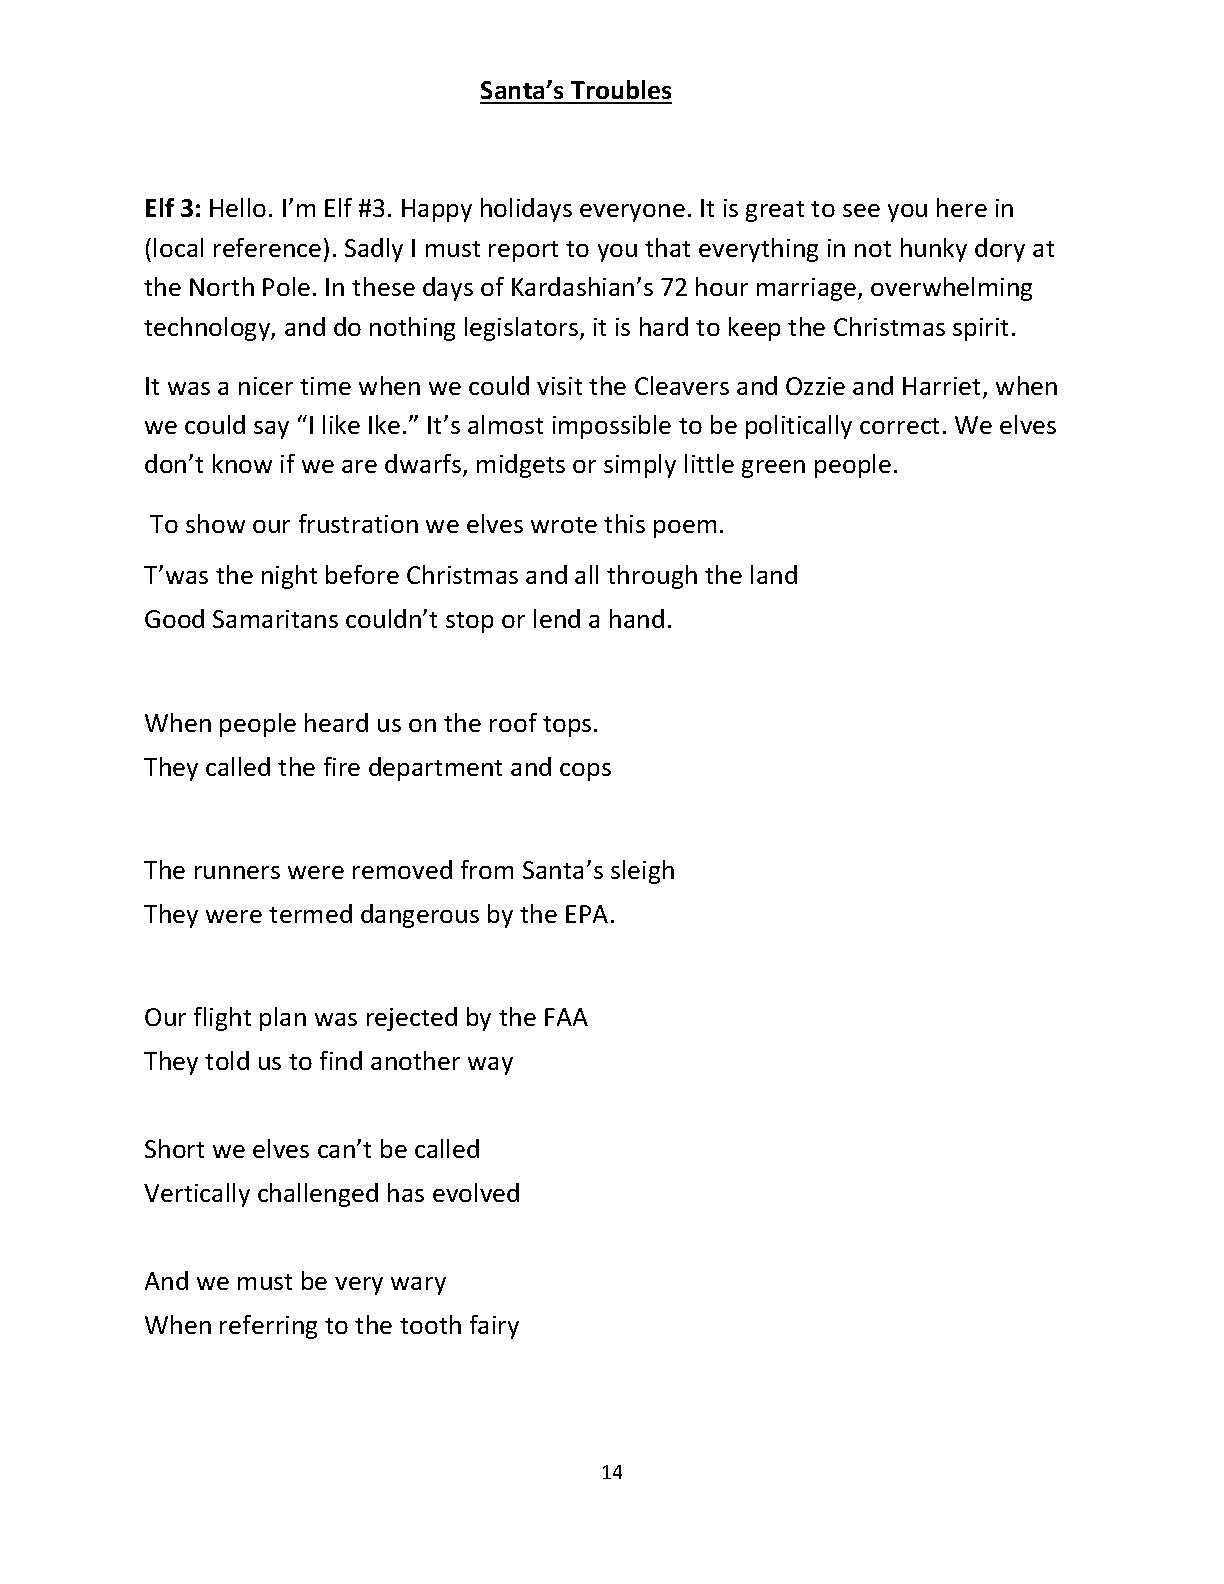 Santa’s Troubles
Elf 3: Hello. I’m Elf #3. Happy holidays everyone. It is great to see you here in
(local reference). Sadly I must report to you that everything in not hunky dory at
the North Pole. In these days of Kardashian’s 72 hour marriage, overwhelming
technology, and do nothing legislators, it is hard to keep the Christmas spirit.
It was a nicer time when we could visit the Cleavers and Ozzie and Harriet, when
we could say “I like Ike.” It’s almost impossible to be politically correct. We elves
don’t know if we are dwarfs, midgets or simply little green people.
To show our frustration we elves wrote this poem.
T’was the night before Christmas and all through the land
Good Samaritans couldn’t stop or lend a hand.
When people heard us on the roof tops.
They called the fire department and cops
The runners were removed from Santa’s sleigh
They were termed dangerous by the EPA.
Our flight plan was rejected by the FAA
They told us to find another way
Short we elves can’t be called
Vertically challenged has evolved
And we must be very wary
When referring to the tooth fairy
14